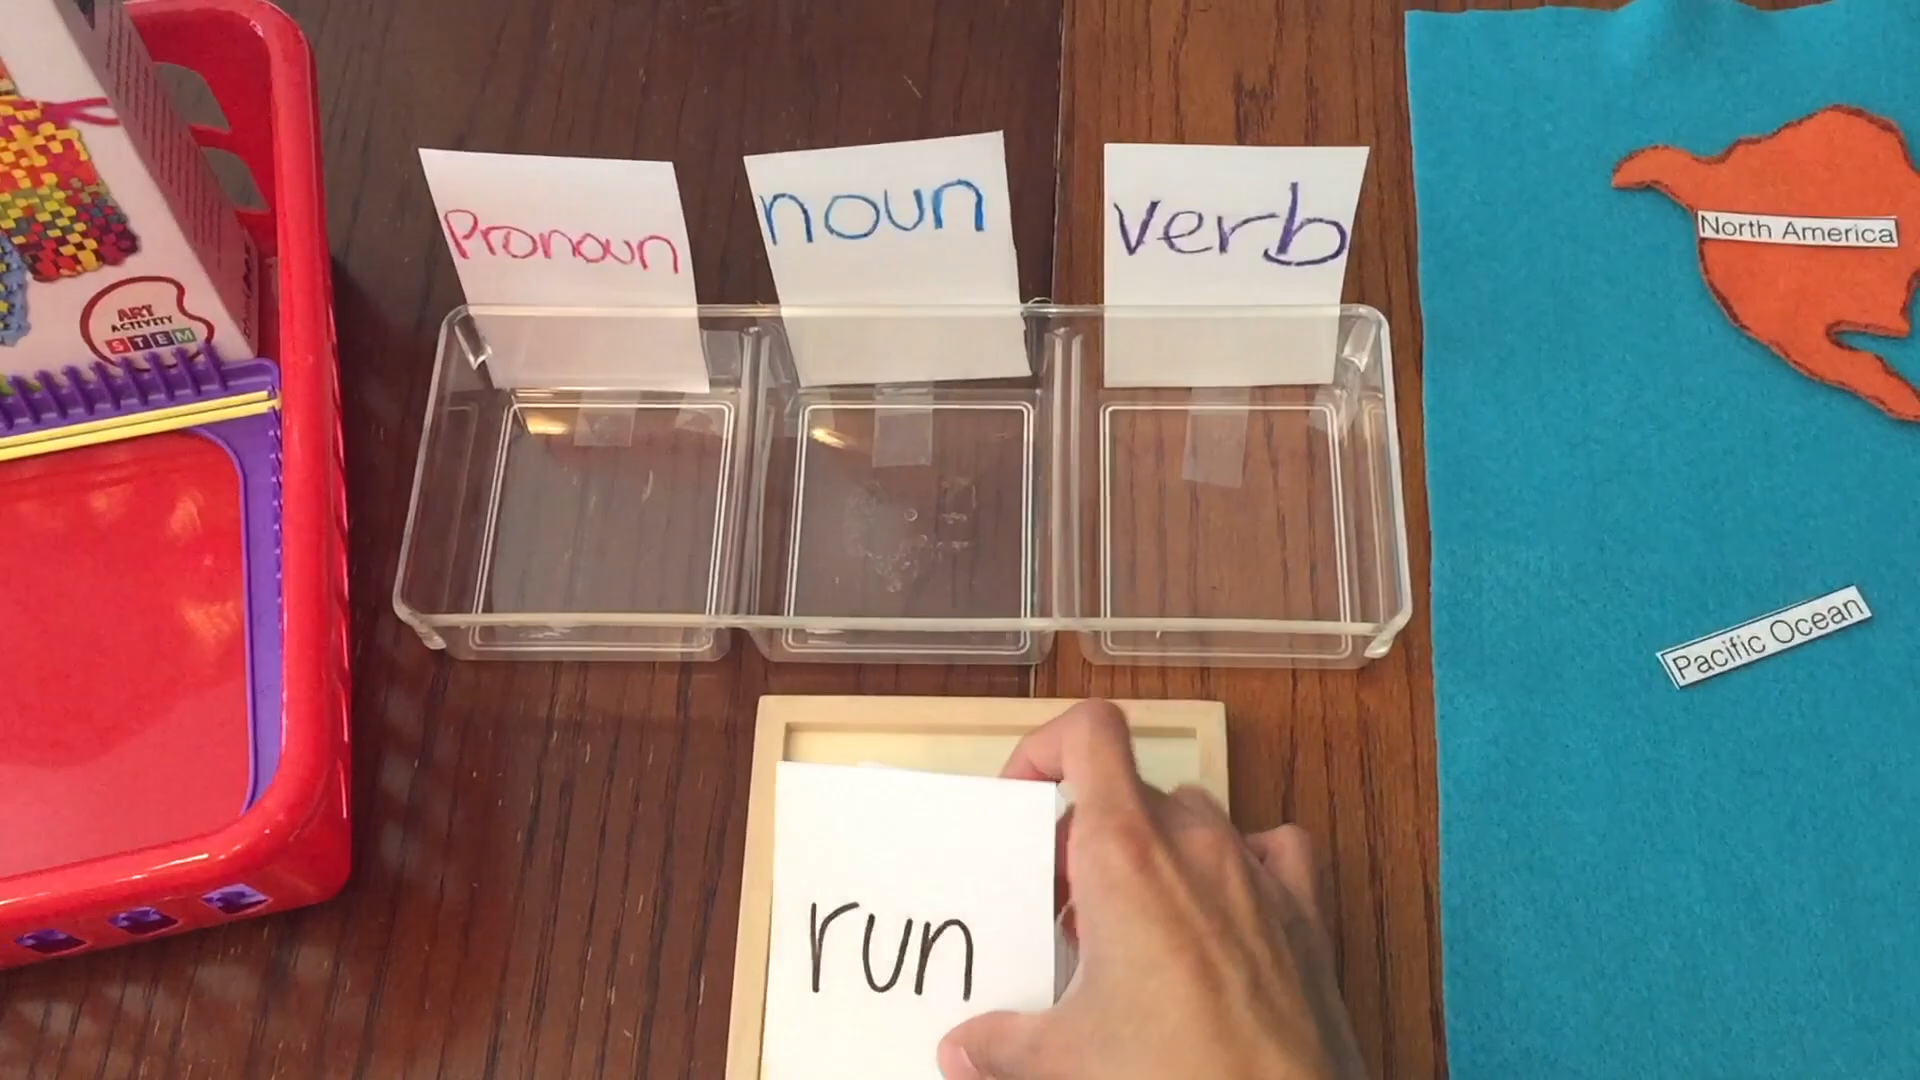 Pronoun
noun
verb
North America
ART
ACTIVITY
STEM
Pacific Ocean
run